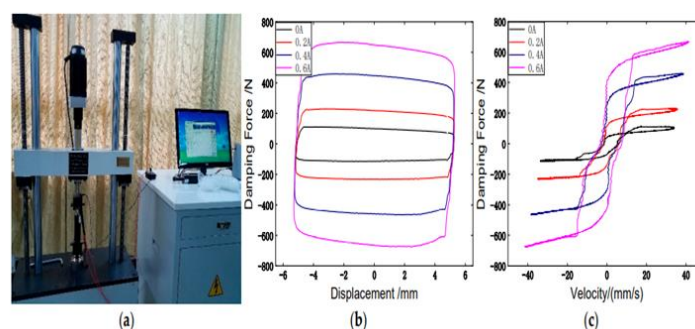 800
600
400
200
0
-200
-400
-600
-800
Damping Force /N
0A
0.2A
0.4A
0.6A
-6 -4 -2 0 2 4 6
Displacement /mm
800
600
400
200
0
-200
-400
-600
-800
Damping Force /N
0A
0.2A
0.4A
0.6A
-40 -20 0 20 40
Velocity/(mm/s)
(a) (b) (c)